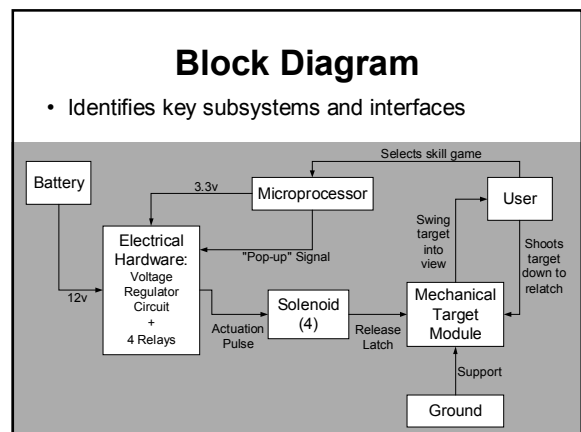 Block Diagram
• Identifies key subsystems and interfaces
Selects skill game
Battery
3.3v
Microprocessor
User
Electrical
Hardware:
Voltage
Regulator
Circuit
+
4 Relays
"Pop-up" Signal
Swing
target
into
view
Shoots
target
down to
relatch
12v
Actuation
Pulse
Solenoid
(4)
Release
Latch
Mechanical
Target
Module
Support
Ground